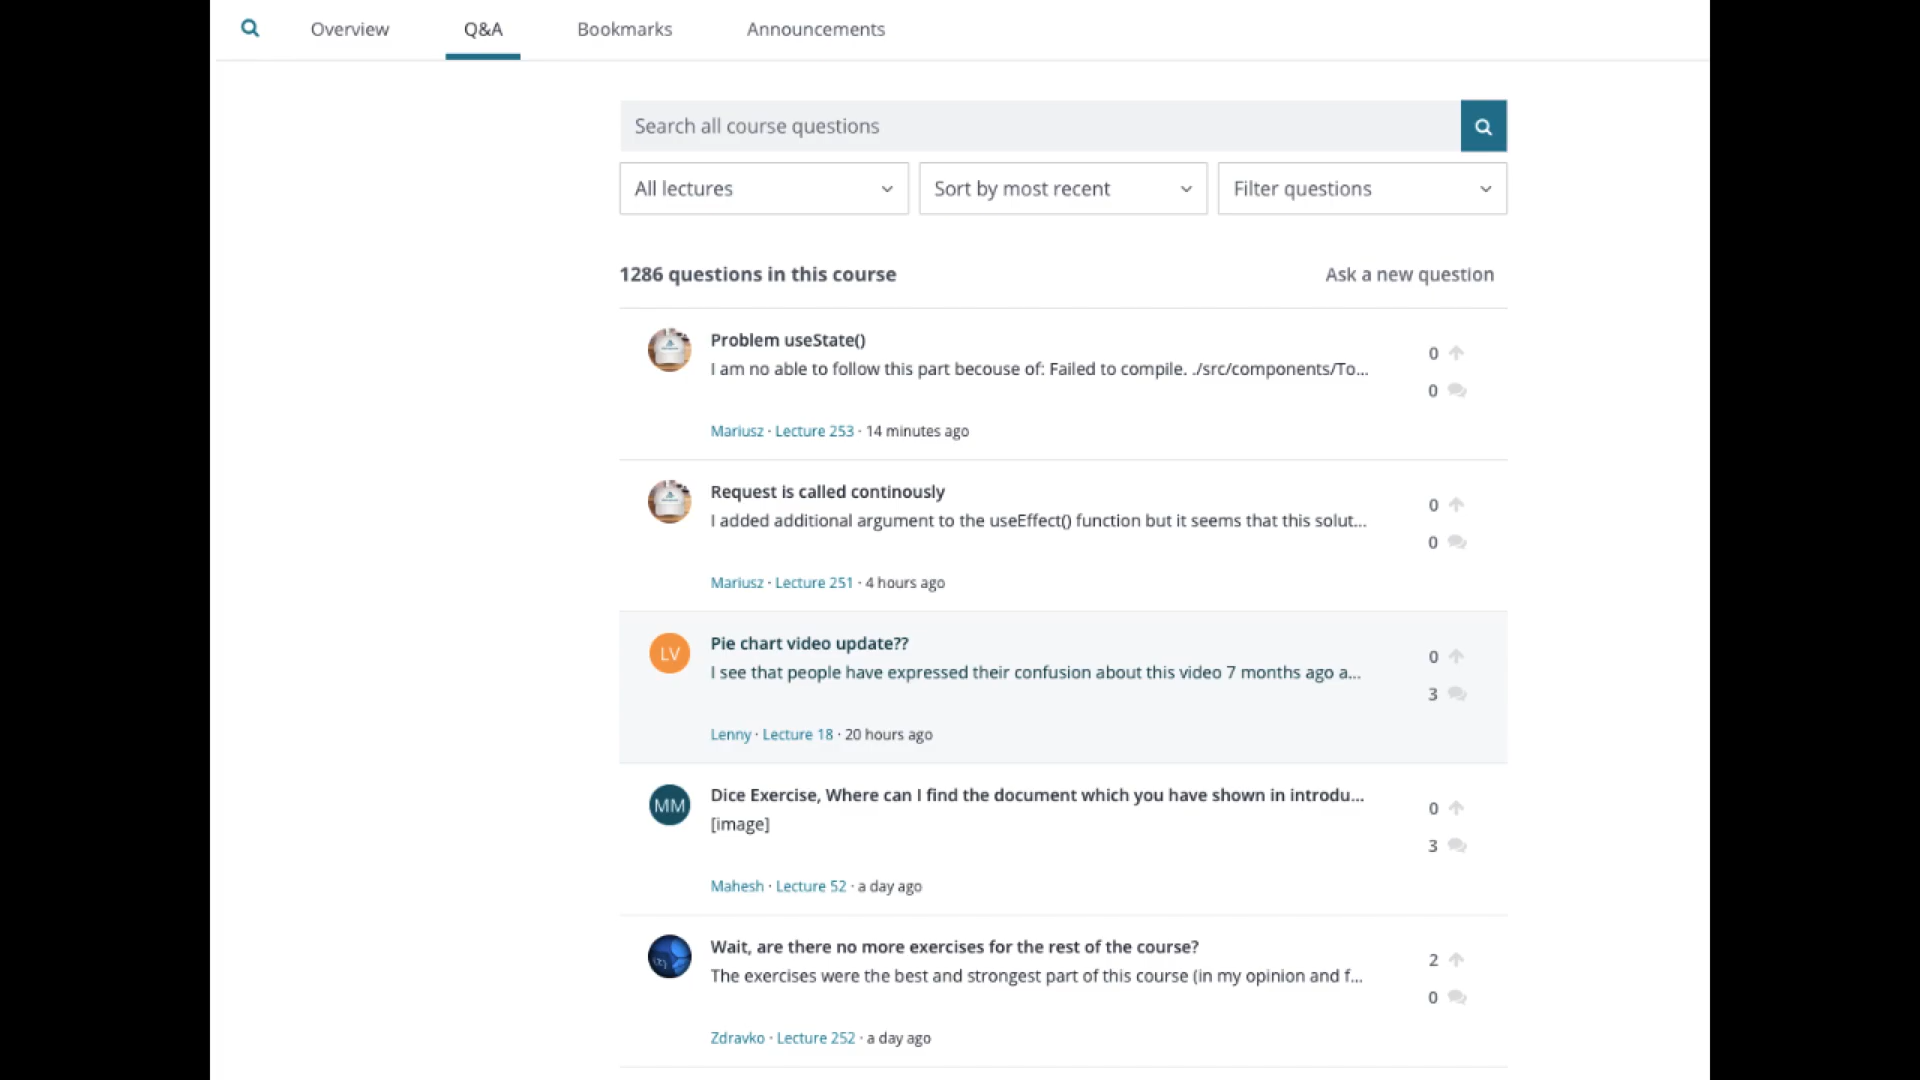 Overview Q&A Bookmarks Announcements
Search all course questions
All lectures Sort by most recent Filter questions
1286 questions in this course Ask a new question
Problem useState()
I am no able to follow this part becouse of: Failed to compile. ./src/components/To...
0
0
Mariusz · Lecture 253 · 14 minutes ago
Request is called continously
I added additional argument to the useEffect() function but it seems that this solut...
0
0
Mariusz · Lecture 251 · 4 hours ago
LV
Pie chart video update??
I see that people have expressed their confusion about this video 7 months ago a...
0
3
Lenny · Lecture 18 · 20 hours ago
MM
Dice Exercise, Where can I find the document which you have shown in introdu...
[image]
0
3
Mahesh · Lecture 52 · a day ago
Wait, are there no more exercises for the rest of the course?
The exercises were the best and strongest part of this course (in my opinion and f...
2
0
Zdravko · Lecture 252 · a day ago